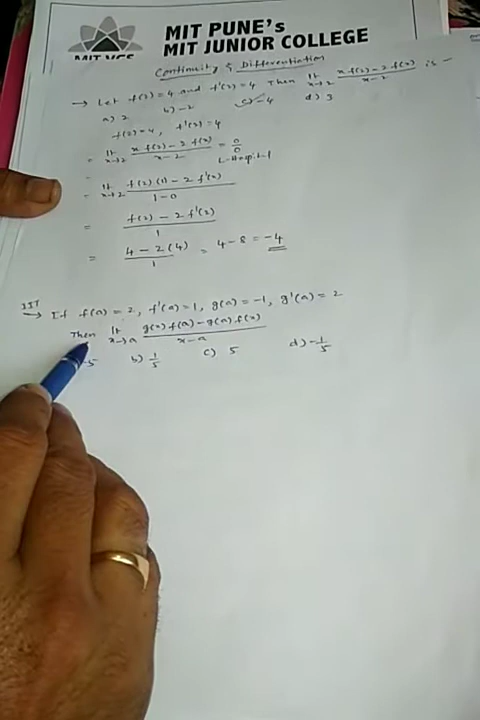 MIT PUNE's
MIT JUNIOR COLLEGE
Continuity & Differentiation
→ Let f(2)=4 and f'(2)=4 Then lt x→2 x f(2)-2 f(x) / x-2 is -
a) 2 b) -2 c) -4 d) 3
f(2)=4, f'(2)=4
= lt x→2 x f(2)-2 f(x) / x-2 = 0/0
L-Hospital
= lt x→2 f(2)(1)-2 f'(x) / 1-0
= f(2)-2 f'(2) / 1
= 4-2(4) / 1 = 4-8 = -4
IIT → If f(a)=2, f'(a)=1, g(a)=-1, g'(a)=2
Then lt x→a g(x) f(a)-g(a) f(x) / x-a
-5 b) 1/5 c) 5 d) -1/5